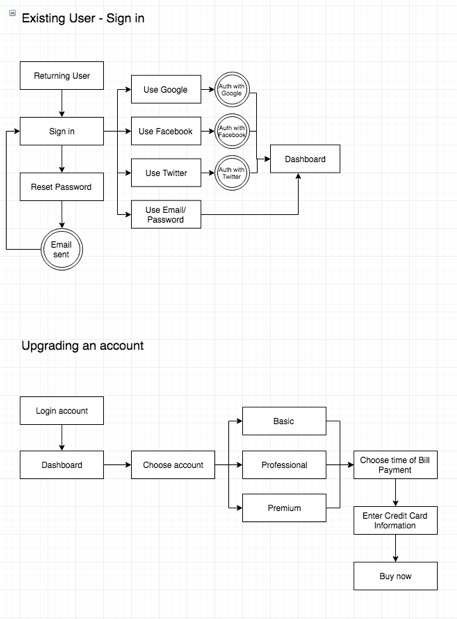 Existing User - Sign in
Returning User
Sign in
Reset Password
Email
sent
Use Google
Use Facebook
Use Twitter
Use Email/
Password
Auth with
Google
Auth with
Facebook
Auth with
Twitter
Dashboard
Upgrading an account
Login account
Dashboard
Choose account
Basic
Professional
Premium
Choose time of Bill
Payment
Enter Credit Card
Information
Buy now